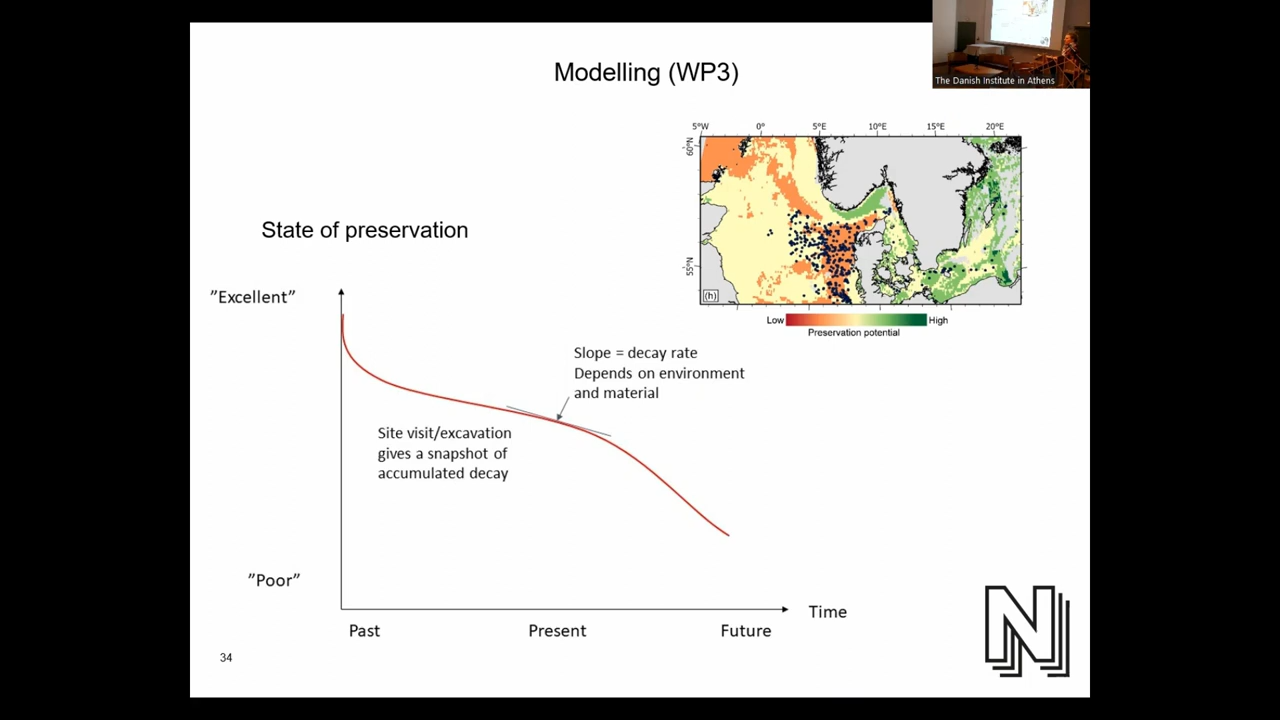 Modelling (WP3)
The Danish Institute in Athens
5°W 0° 5°E 10°E 15°E 20°E
60°N
55°N
(h)
Low High
Preservation potential
State of preservation
”Excellent”
Slope = decay rate
Depends on environment
and material
Site visit/excavation
gives a snapshot of
accumulated decay
”Poor”
Time
Past Present Future
34
N